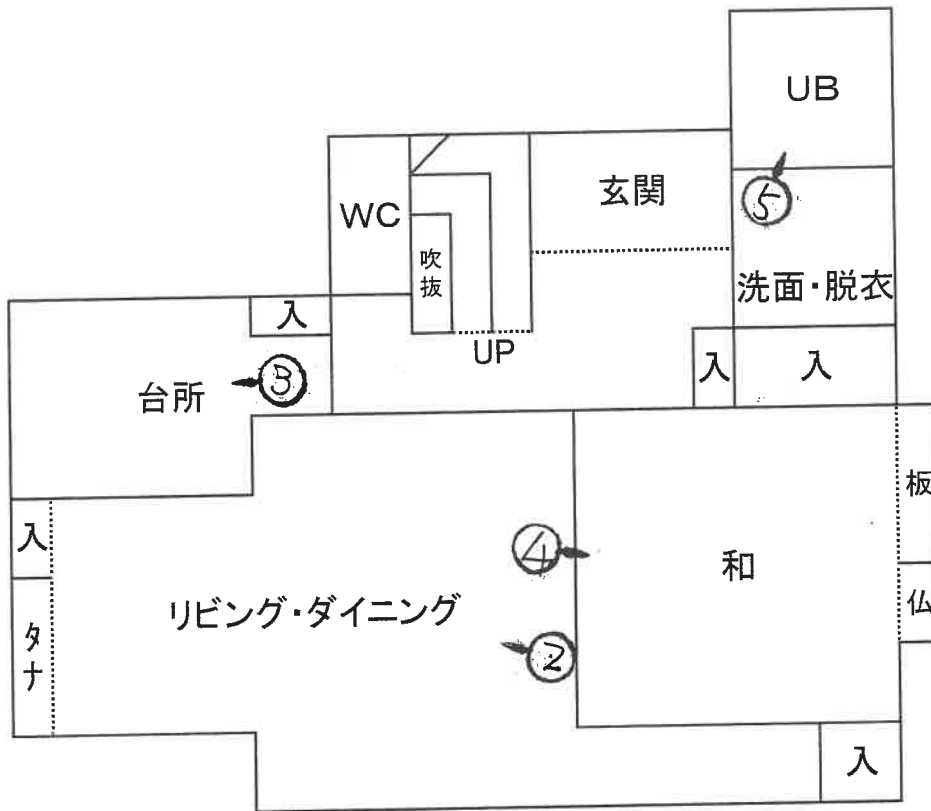 UB
玄関
WC
⑤
吹
抜
洗面・脱衣
入
UP
入
入
台所
③
板
入
④
和
リビング・ダイニング
仏
タ
ナ
②
入